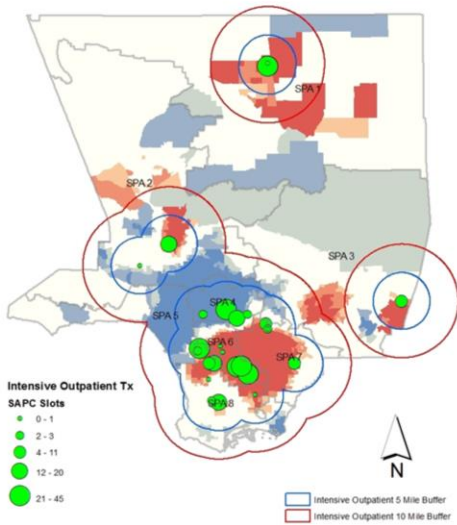 SPA 1
SPA 2
SPA 3
SPA 4
SPA 5
SPA 6
SPA 7
SPA 8
Intensive Outpatient Tx
SAPC Slots
0 - 1
2 - 3
4 - 11
12 - 20
21 - 45
N
Intensive Outpatient 5 Mile Buffer
Intensive Outpatient 10 Mile Buffer